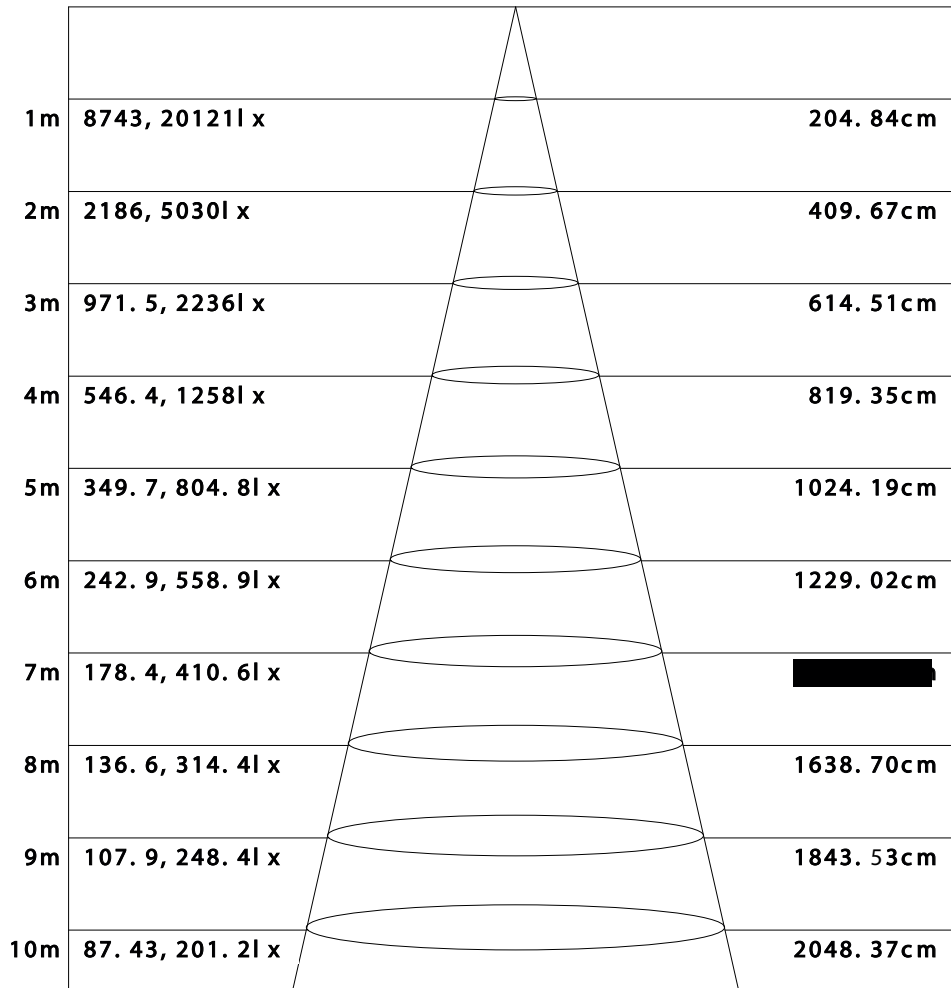 1m 8743, 20121l x 204. 84cm
2m 2186, 5030l x 409. 67cm
3m 971. 5, 2236l x 614. 51cm
4m 546. 4, 1258l x 819. 35cm
5m 349. 7, 804. 8l x 1024. 19cm
6m 242. 9, 558. 9l x 1229. 02cm
7m 178. 4, 410. 6l x
8m 136. 6, 314. 4l x 1638. 70cm
9m 107. 9, 248. 4l x 1843. 53cm
10m 87. 43, 201. 2l x 2048. 37cm